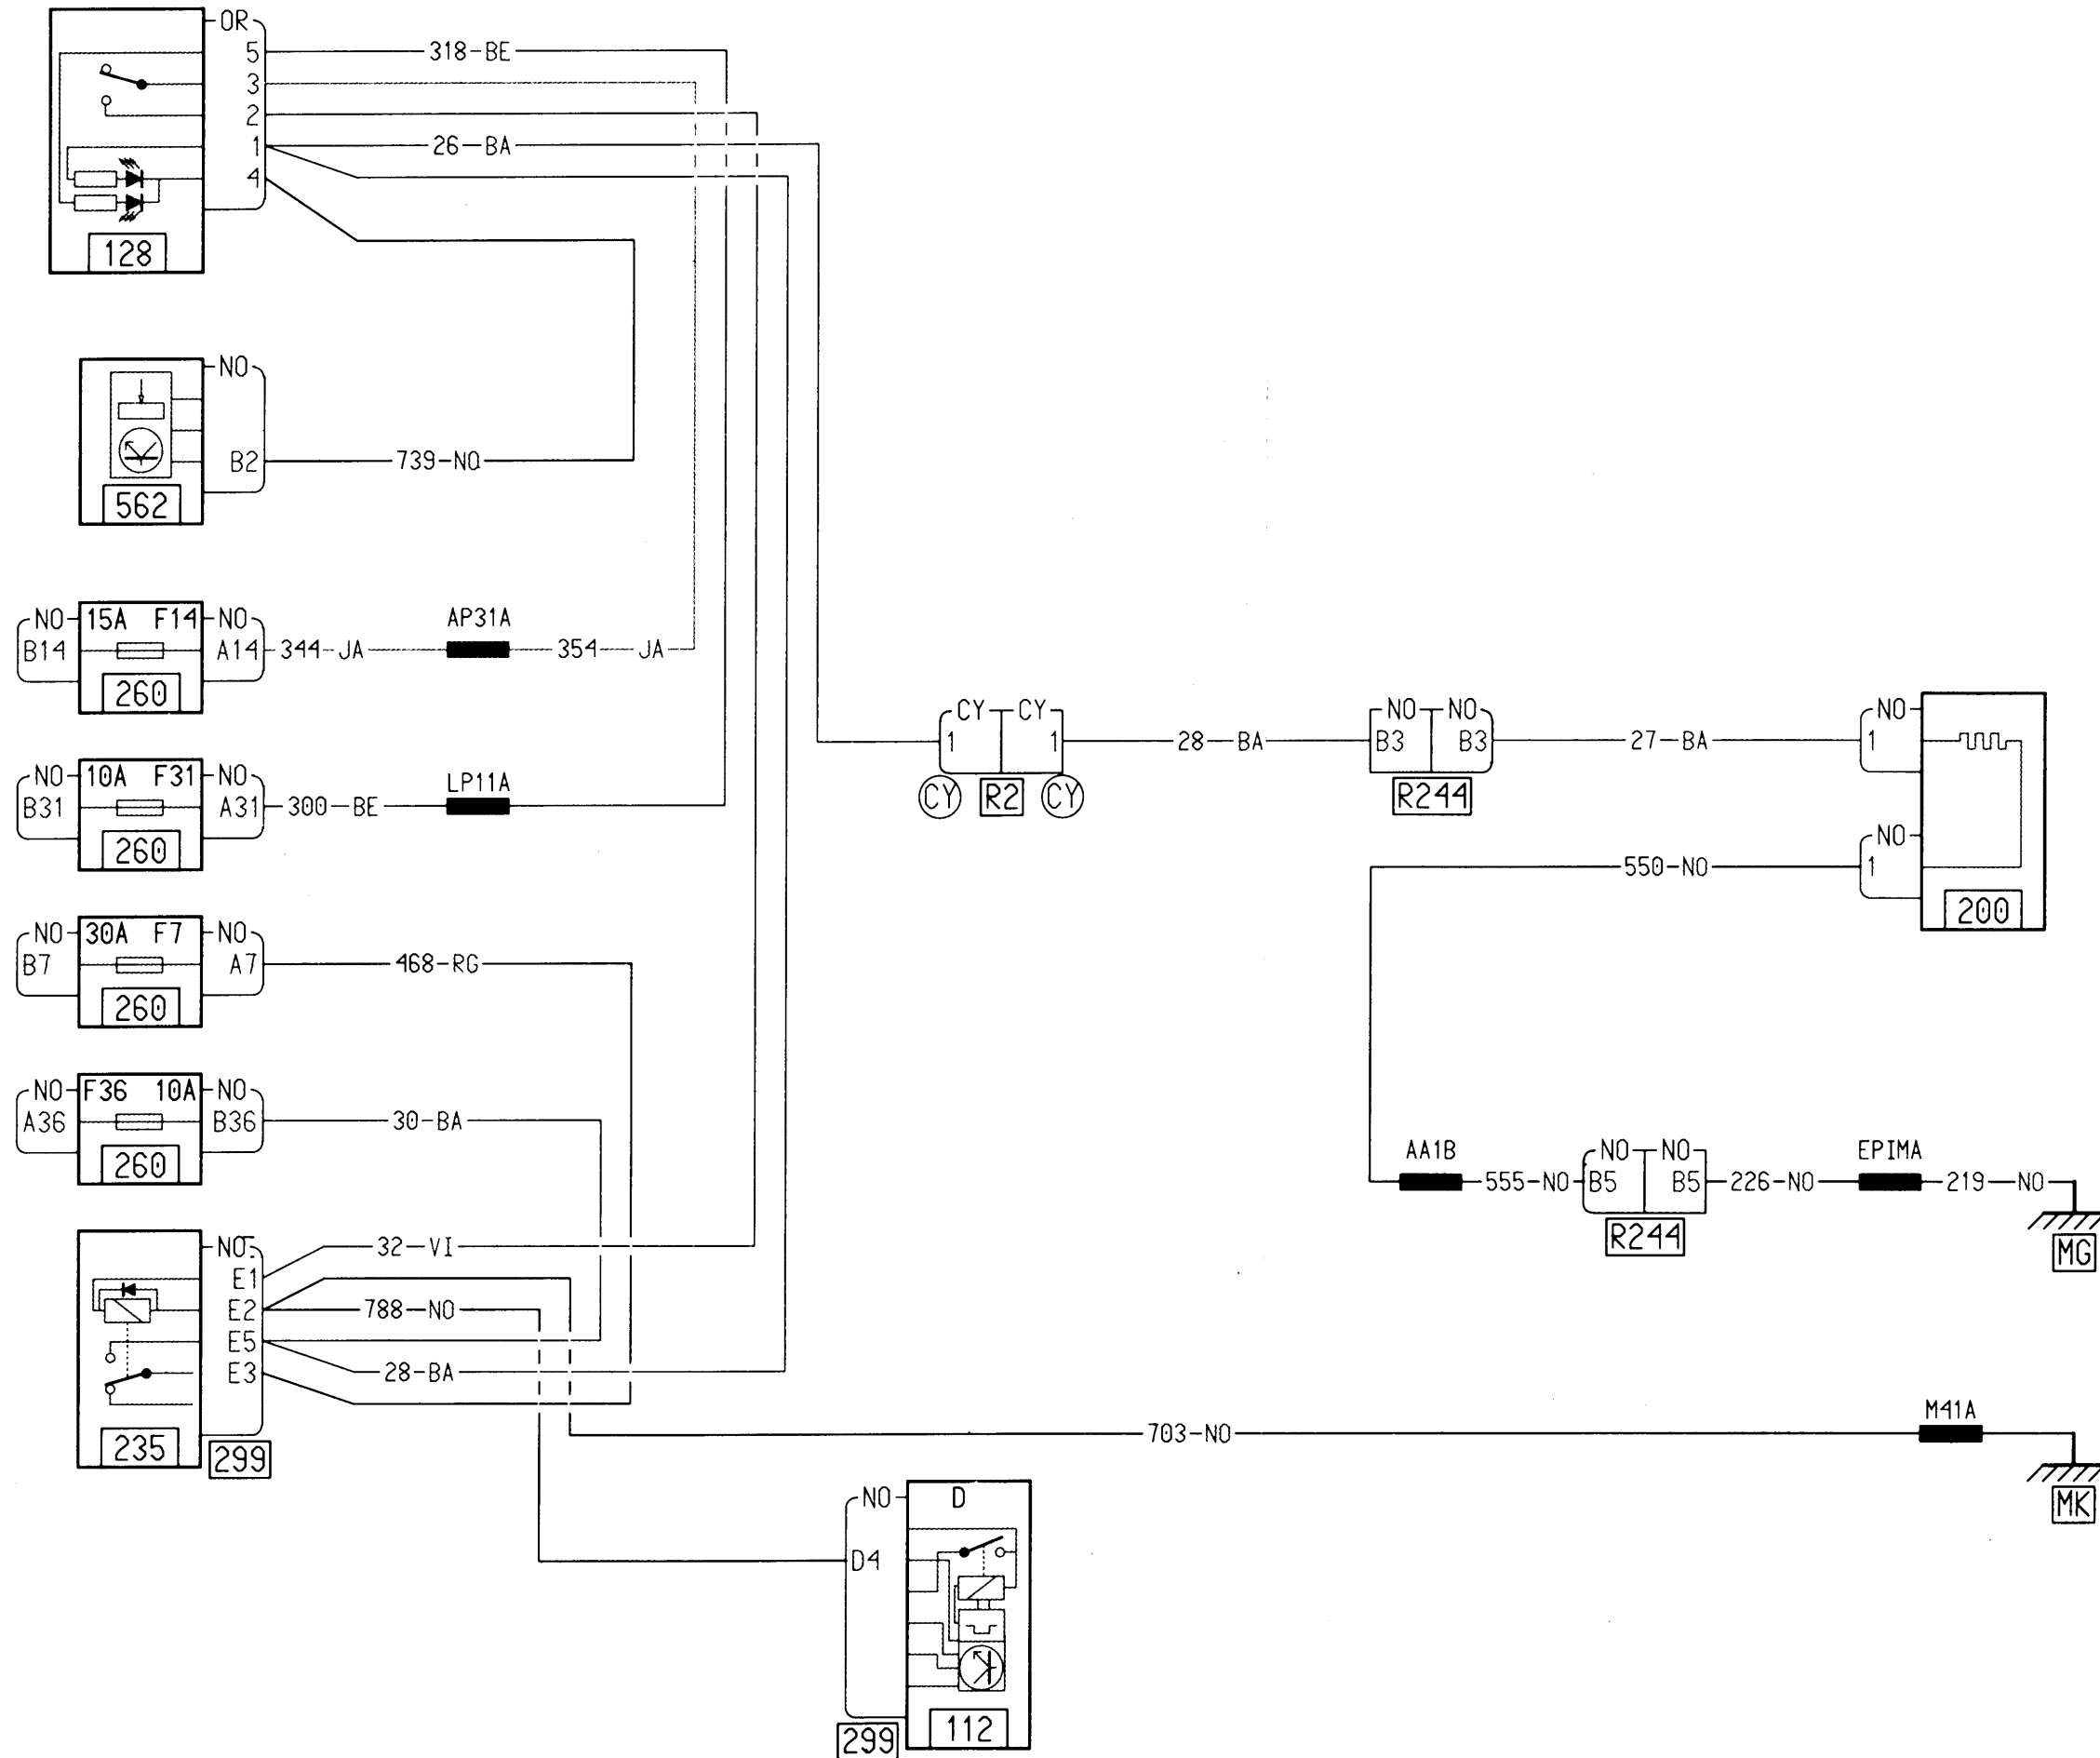 OR
5
318-BE
3
2
1
26-BA
4
128
NO
B2
739-NO
562
NO 15A F14 NO
AP31A
B14 A14 344-JA 354 JA
260
NO 10A F31 NO
LP11A
B31 A31 300-BE
260
CY CY
1 1
28-BA
CY R2 CY
NO NO
B3 B3
27-BA
R244
NO
1
NO
1
550-NO
200
NO 30A F7 NO
B7 A7 468-RG
260
NO F36 10A NO
A36 B36 30-BA
260
AA1B
555-NO
NO NO
B5 B5
226-NO
R244
EPIMA
219-NO
MG
NO
32-VI
E1
E2
788-NO
E5
28-BA
E3
235
299
703-NO
M41A
MK
NO D
D4
112
299